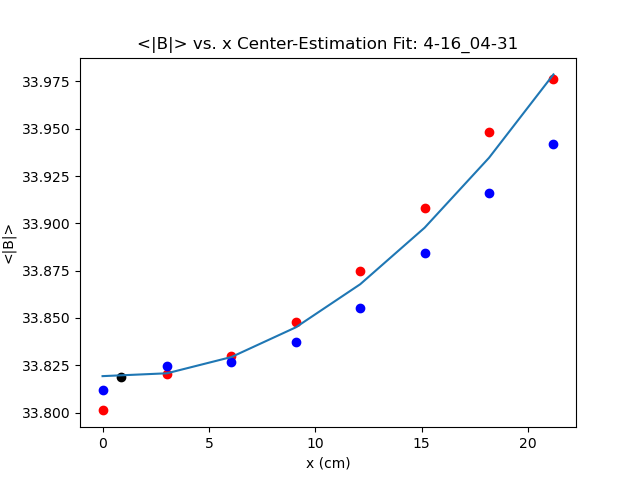 <|B|> vs. x Center-Estimation Fit: 4-16_04-31
33.975
33.950
33.925
33.900
33.875
33.850
33.825
33.800
<|B|>
0 5 10 15 20
x (cm)